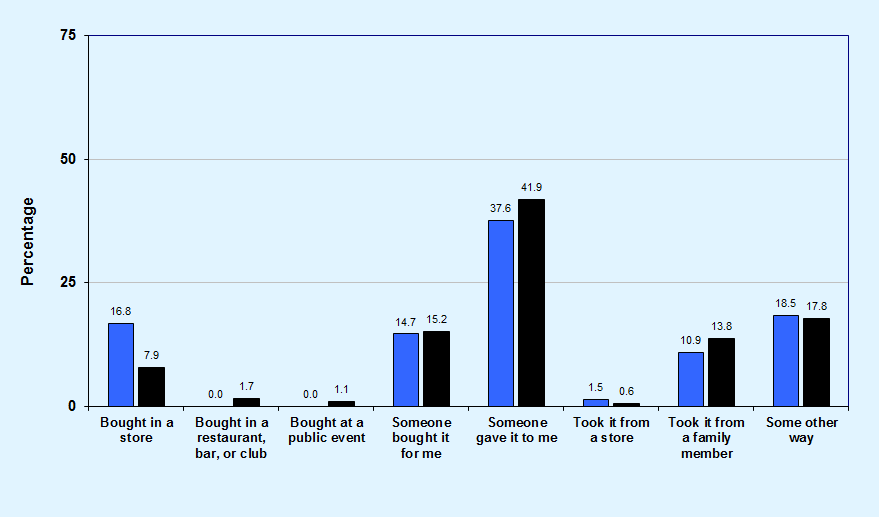 75
50
25
0
Percentage
16.8
7.9
0.0
1.7
0.0
1.1
14.7
15.2
37.6
41.9
1.5
0.6
10.9
13.8
18.5
17.8
Bought in a
store
Bought in a
restaurant,
bar, or club
Bought at a
public event
Someone
bought it
for me
Someone
gave it to me
Took it from
a store
Took it from
a family
member
Some other
way